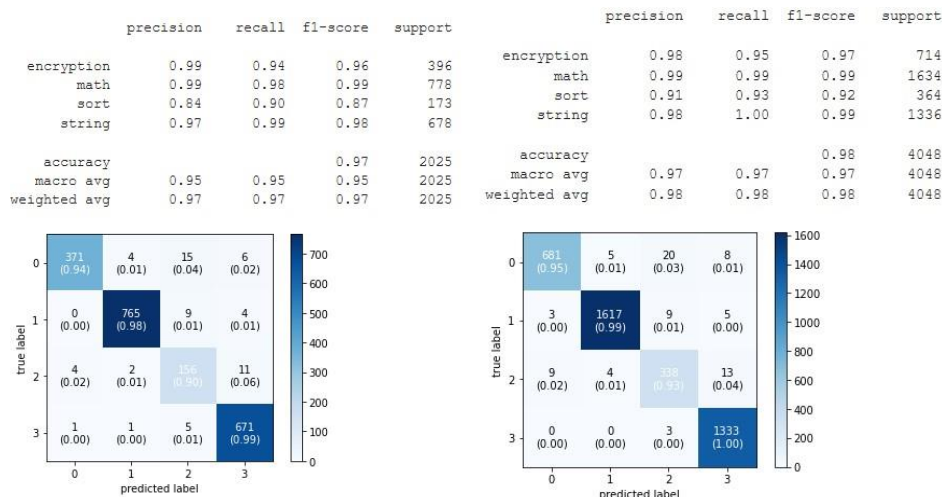 precision recall f1-score support
encryption 0.99 0.94 0.96 396
math 0.99 0.98 0.99 778
sort 0.84 0.90 0.87 173
string 0.97 0.99 0.98 678
accuracy 0.97 2025
macro avg 0.95 0.95 0.95 2025
weighted avg 0.97 0.97 0.97 2025
precision recall f1-score support
encryption 0.98 0.95 0.97 714
math 0.99 0.99 0.99 1634
sort 0.91 0.93 0.92 364
string 0.98 1.00 0.99 1336
accuracy 0.98 4048
macro avg 0.97 0.97 0.97 4048
weighted avg 0.98 0.98 0.98 4048
true label
0 371 4 15 6
(0.94) (0.01) (0.04) (0.02)
1 0 765 9 4
(0.00) (0.98) (0.01) (0.01)
2 4 2 156 11
(0.02) (0.01) (0.90) (0.06)
3 1 1 5 671
(0.00) (0.00) (0.01) (0.99)
0 1 2 3
predicted label
700
600
500
400
300
200
100
0
true label
0 681 5 20 8
(0.95) (0.01) (0.03) (0.01)
1 3 1617 9 5
(0.00) (0.99) (0.01) (0.00)
2 9 4 338 13
(0.02) (0.01) (0.93) (0.04)
3 0 0 3 1333
(0.00) (0.00) (0.00) (1.00)
0 1 2 3
predicted label
1600
1400
1200
1000
800
600
400
200
0